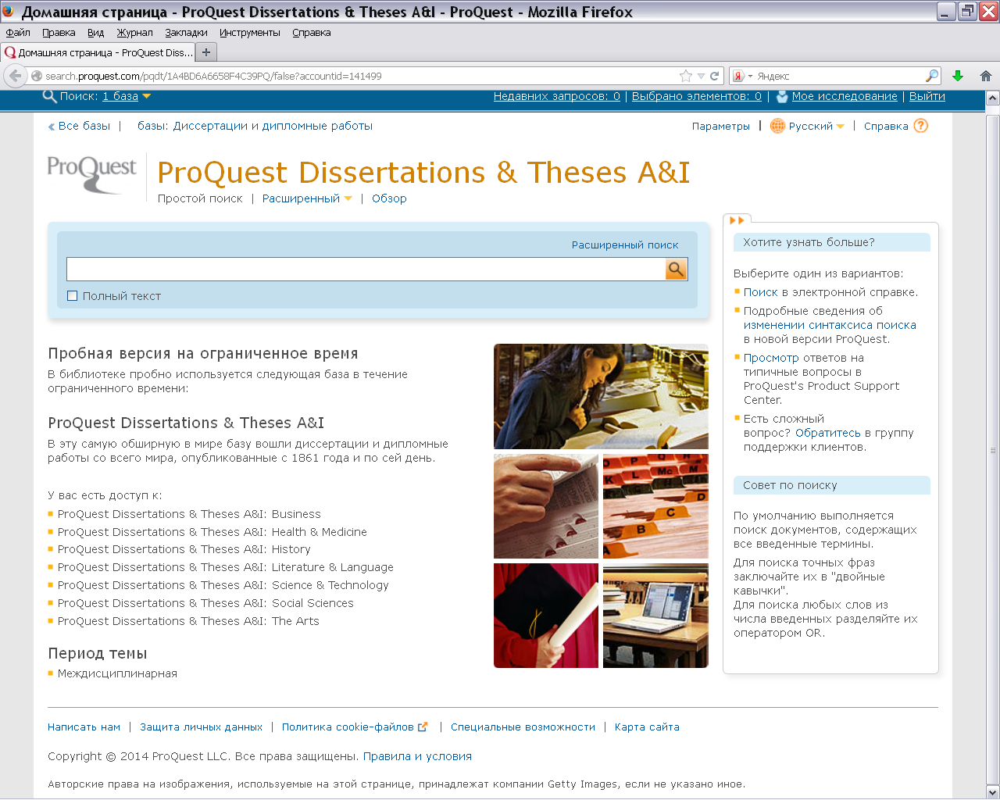 Домашняя страница - ProQuest Dissertations & Theses A&I - ProQuest - Mozilla Firefox
Файл Правка Вид Журнал Закладки Инструменты Справка
Домашняя страница - ProQuest Diss...
search.proquest.com/pqdt/1A4BD6A6658F4C39PQ/false?accountid=141499
Яндекс
Поиск: 1 база
Недавних запросов: 0 | Выбрано элементов: 0 | Мое исследование | Выйти
« Все базы | базы: Диссертации и дипломные работы
Параметры | Русский | Справка ?
ProQuest
ProQuest Dissertations & Theses A&I
Простой поиск | Расширенный | Обзор
Расширенный поиск
Полный текст
Пробная версия на ограниченное время
В библиотеке пробно используется следующая база в течение
ограниченного времени:
ProQuest Dissertations & Theses A&I
В эту самую обширную в мире базу вошли диссертации и дипломные
работы со всего мира, опубликованные с 1861 года и по сей день.
У вас есть доступ к:
ProQuest Dissertations & Theses A&I: Business
ProQuest Dissertations & Theses A&I: Health & Medicine
ProQuest Dissertations & Theses A&I: History
ProQuest Dissertations & Theses A&I: Literature & Language
ProQuest Dissertations & Theses A&I: Science & Technology
ProQuest Dissertations & Theses A&I: Social Sciences
ProQuest Dissertations & Theses A&I: The Arts
Период темы
Междисциплинарная
Хотите узнать больше?
Выберите один из вариантов:
Поиск в электронной справке.
Подробные сведения об
изменении синтаксиса поиска
в новой версии ProQuest.
Просмотр ответов на
типичные вопросы в
ProQuest's Product Support
Center.
Есть сложный
вопрос? Обратитесь в группу
поддержки клиентов.
Совет по поиску
По умолчанию выполняется
поиск документов, содержащих
все введенные термины.
Для поиска точных фраз
заключайте их в "двойные
кавычки".
Для поиска любых слов из
числа введенных разделяйте их
оператором OR.
Написать нам | Защита личных данных | Политика cookie-файлов | Специальные возможности | Карта сайта
Copyright © 2014 ProQuest LLC. Все права защищены. Правила и условия
Авторские права на изображения, используемые на этой странице, принадлежат компании Getty Images, если не указано иное.